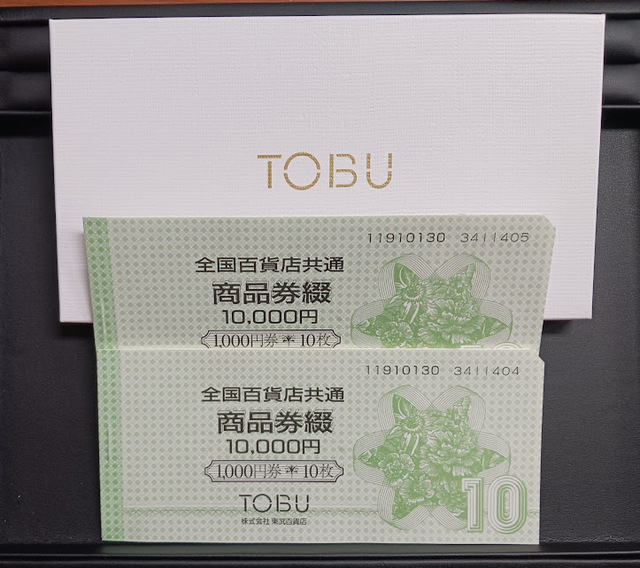 TOBU
11910130 3411405
全国百貨店共通
商品券綴
10,000円
1,000円券 10枚
11910130 3411404
全国百貨店共通
商品券綴
10,000円
1,000円券 10枚
TOBU
株式会社 東武百貨店
10